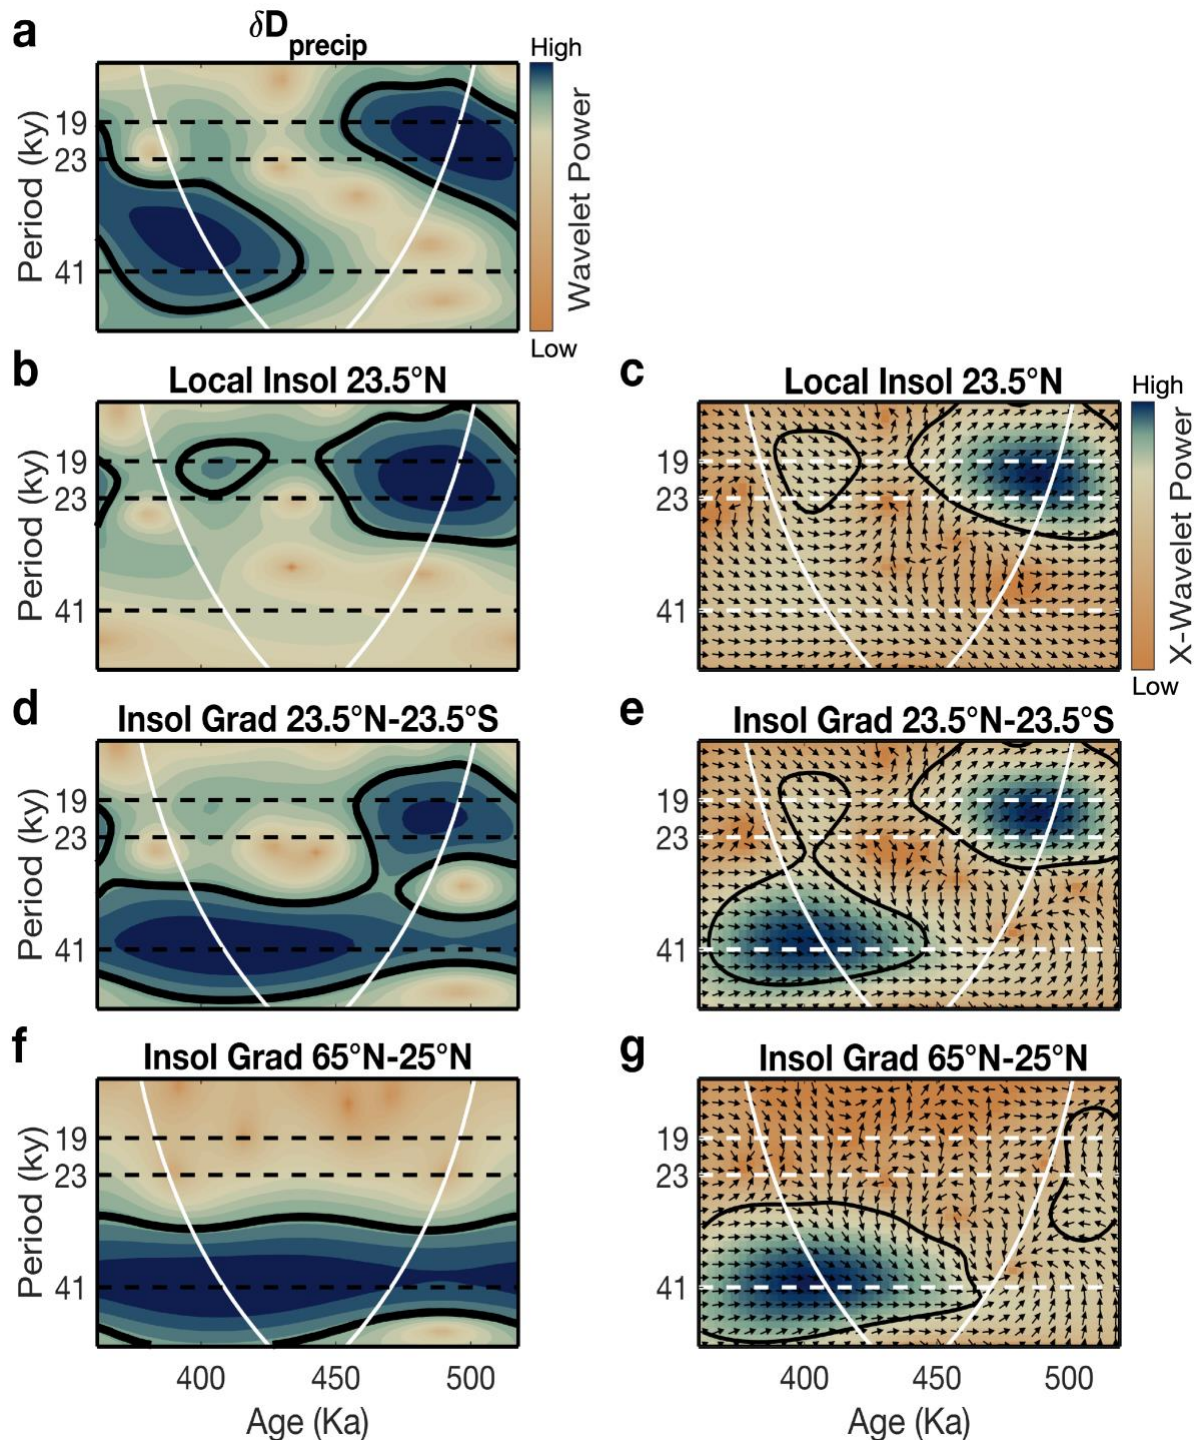 a
δD
precip
High
Wavelet Power
Low
Period (ky)
19
23
41
b
Local Insol 23.5°N
Period (ky)
19
23
41
c
Local Insol 23.5°N
High
X-Wavelet Power
Low
19
23
41
d
Insol Grad 23.5°N-23.5°S
Period (ky)
19
23
41
e
Insol Grad 23.5°N-23.5°S
19
23
41
f
Insol Grad 65°N-25°N
Period (ky)
19
23
41
400 450 500
Age (Ka)
g
Insol Grad 65°N-25°N
19
23
41
400 450 500
Age (Ka)